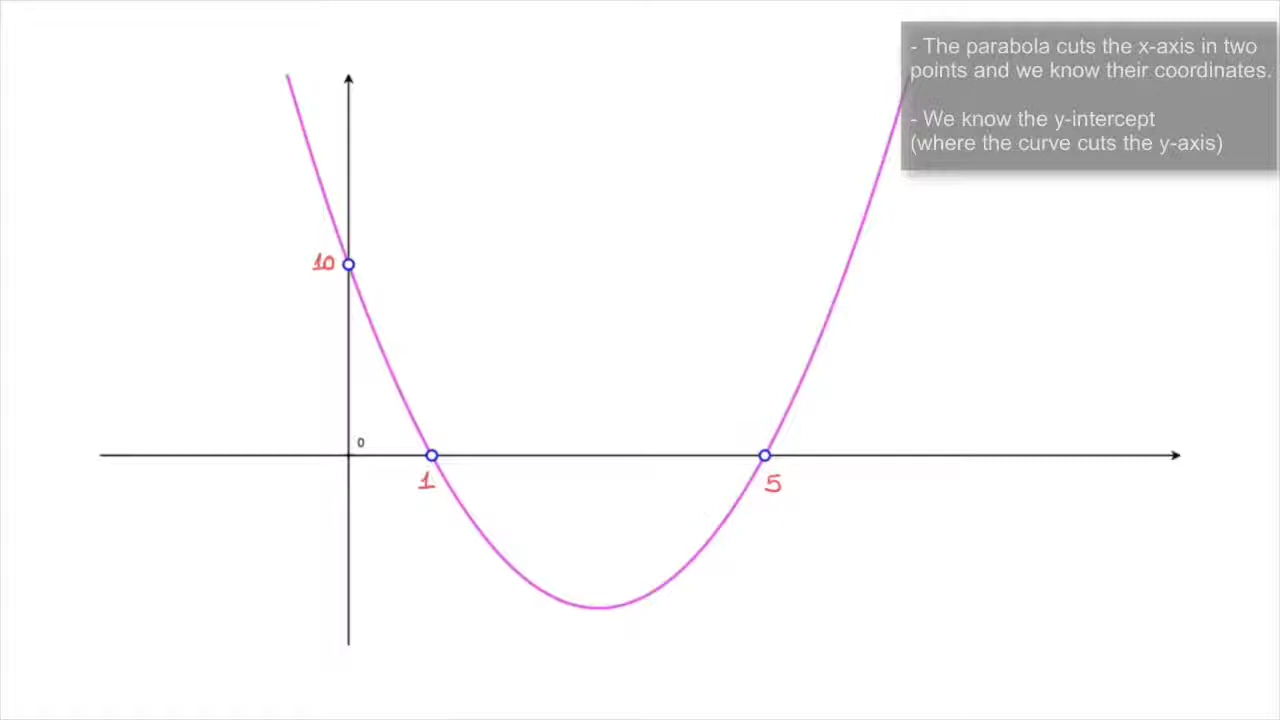 - The parabola cuts the x-axis in two
points and we know their coordinates.
- We know the y-intercept
(where the curve cuts the y-axis)
10
0
1
5